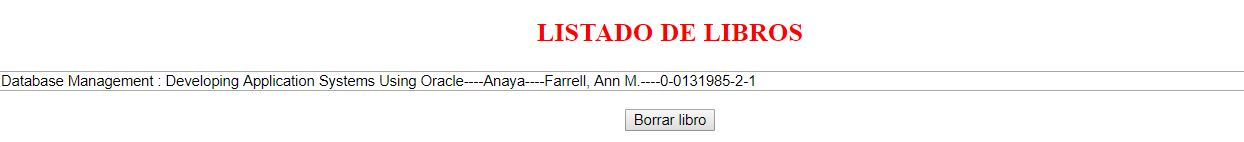 LISTADO DE LIBROS
Database Management : Developing Application Systems Using Oracle----Anaya----Farrell, Ann M.----0-0131985-2-1
Borrar libro